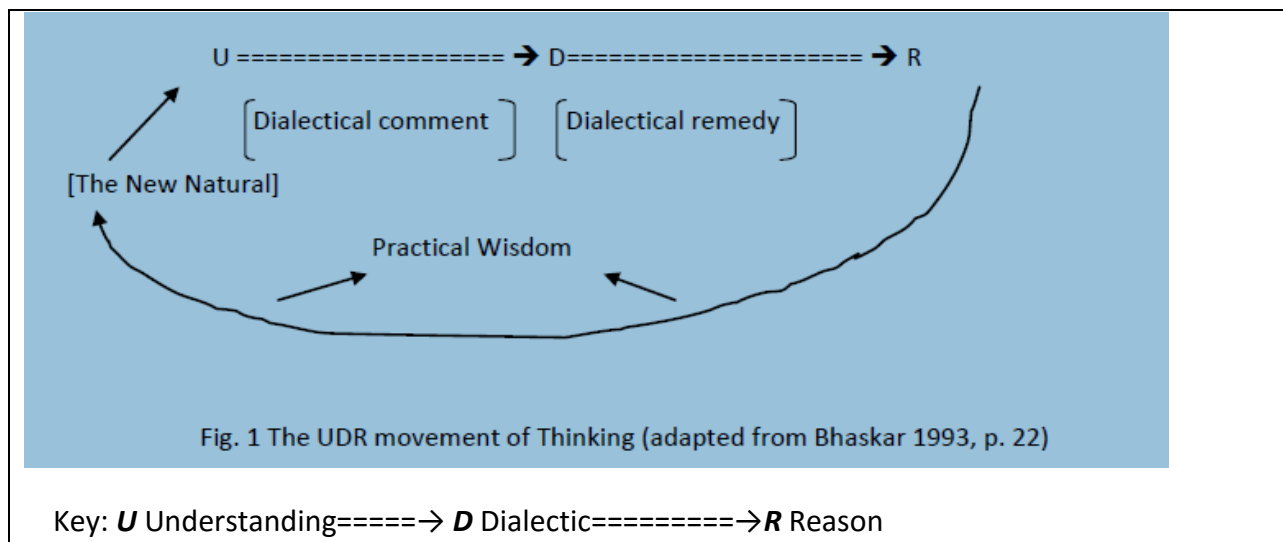 U =================== ➔ D===================== ➔ R
[Dialectical comment] [Dialectical remedy]
[The New Natural]
Practical Wisdom
Fig. 1 The UDR movement of Thinking (adapted from Bhaskar 1993, p. 22)
Key: U Understanding=====→ D Dialectic=========→R Reason